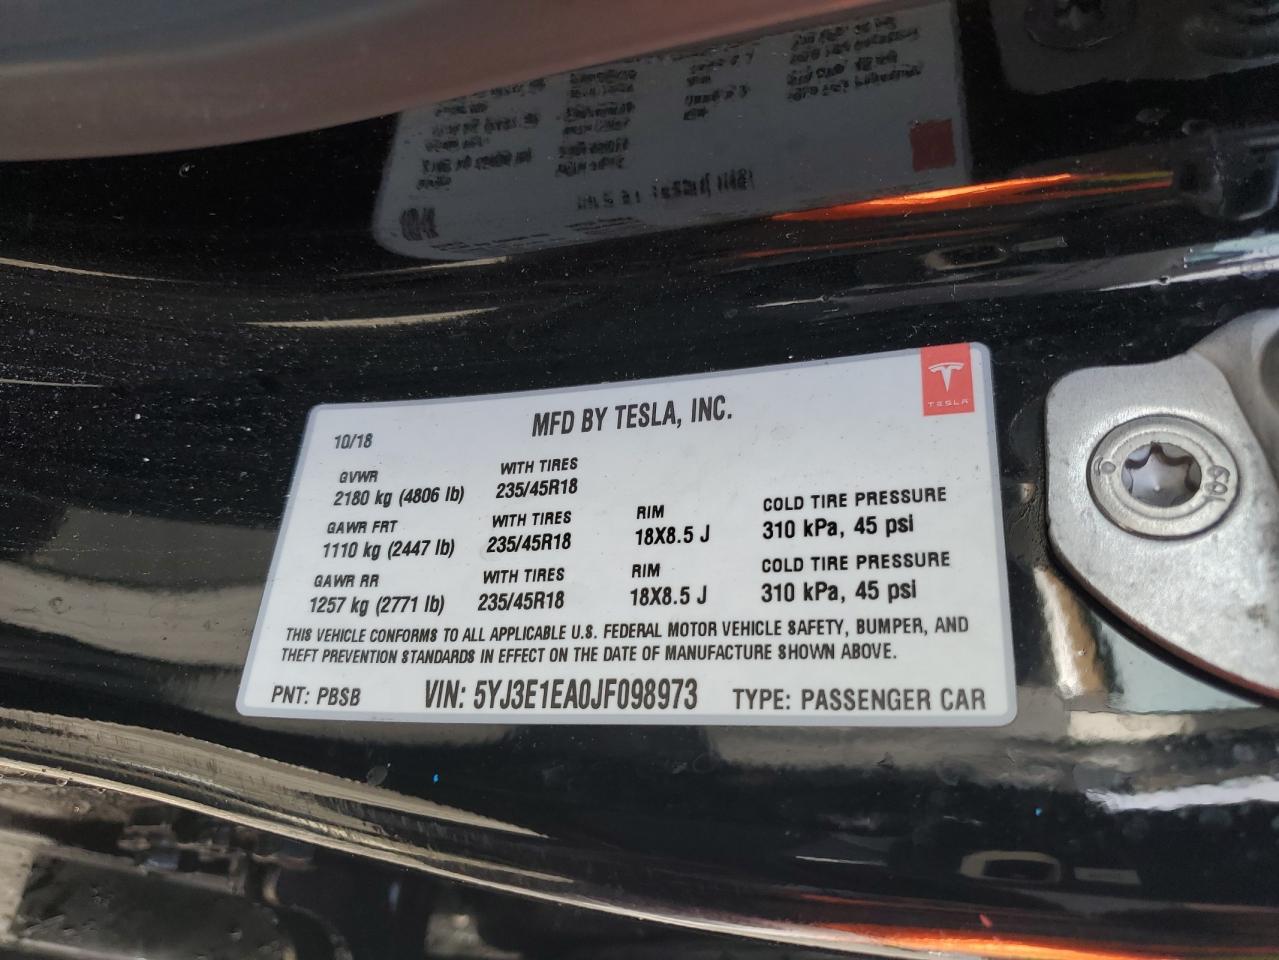 MFD BY TESLA, INC.
TESLA
10/18
GVWR WITH TIRES
2180 kg (4806 lb) 235/45R18
GAWR FRT WITH TIRES RIM COLD TIRE PRESSURE
1110 kg (2447 lb) 235/45R18 18X8.5 J 310 kPa, 45 psi
GAWR RR WITH TIRES RIM COLD TIRE PRESSURE
1257 kg (2771 lb) 235/45R18 18X8.5 J 310 kPa, 45 psi
THIS VEHICLE CONFORMS TO ALL APPLICABLE U.S. FEDERAL MOTOR VEHICLE SAFETY, BUMPER, AND
THEFT PREVENTION STANDARDS IN EFFECT ON THE DATE OF MANUFACTURE SHOWN ABOVE.
PNT: PBSB VIN: 5YJ3E1EA0JF098973 TYPE: PASSENGER CAR